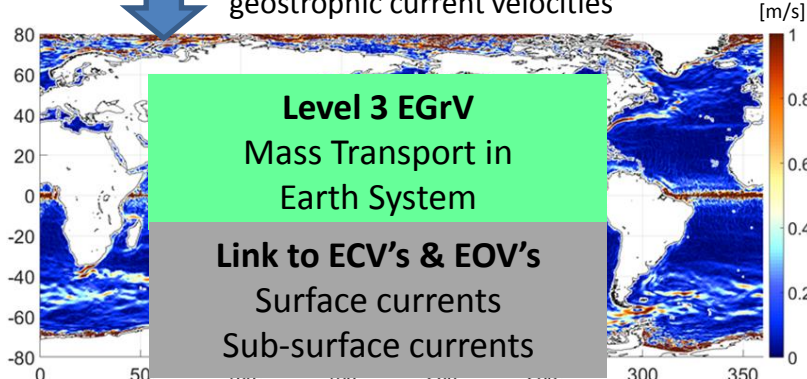 geostrophic current velocities
[m/s]
80
60
40
20
0
-20
-40
-60
-80
Level 3 EGrV
Mass Transport in
Earth System
Link to ECV's & EOV's
Surface currents
Sub-surface currents
1
0.8
0.6
0.4
0.2
0
0
50
300
350